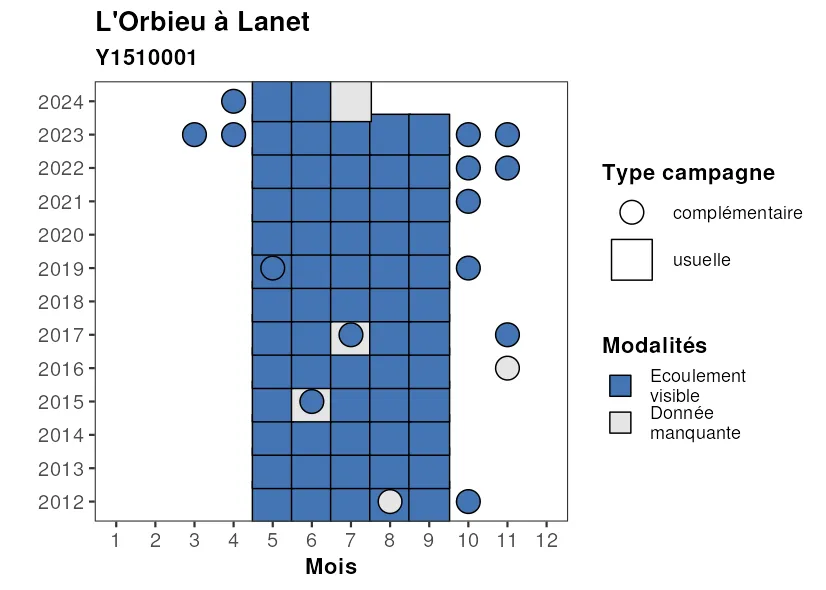 L'Orbieu à Lanet
Y1510001
2024
2023
2022
2021
2020
2019
2018
2017
2016
2015
2014
2013
2012
1 2 3 4 5 6 7 8 9 10 11 12
Mois
Type campagne
complémentaire
usuelle
Modalités
Ecoulement
visible
Donnée
manquante